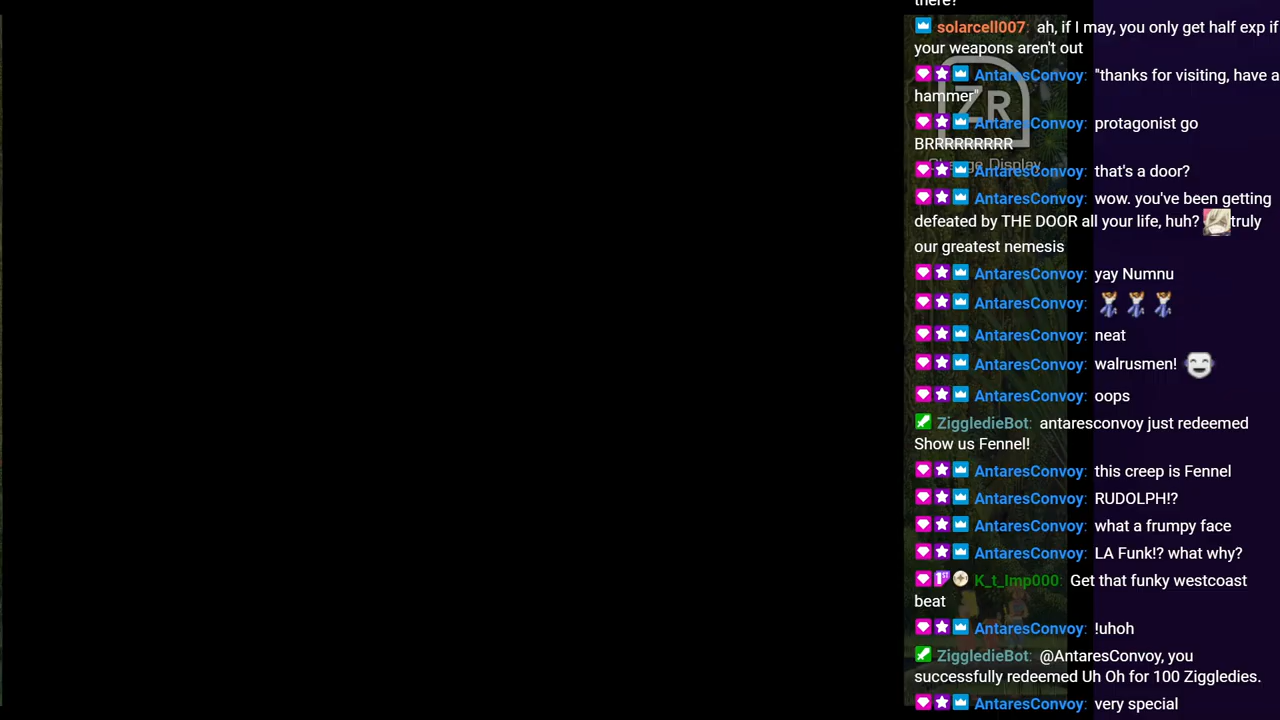 there?
solarcell007: ah, if I may, you only get half exp if
your weapons aren't out
AntaresConvoy: "thanks for visiting, have a
hammer"
ZR
AntaresConvoy: protagonist go
BRRRRRRRRR
Change Display
AntaresConvoy: that's a door?
AntaresConvoy: wow. you've been getting
defeated by THE DOOR all your life, huh? truly
our greatest nemesis
AntaresConvoy: yay Numnu
AntaresConvoy:
AntaresConvoy: neat
AntaresConvoy: walrusmen!
AntaresConvoy: oops
ZiggledieBot: antaresconvoy just redeemed
Show us Fennel!
AntaresConvoy: this creep is Fennel
AntaresConvoy: RUDOLPH!?
AntaresConvoy: what a frumpy face
AntaresConvoy: LA Funk!? what why?
1ST K_t_Imp000: Get that funky westcoast
beat
AntaresConvoy: !uhoh
ZiggledieBot: @AntaresConvoy, you
successfully redeemed Uh Oh for 100 Ziggledies.
AntaresConvoy: very special